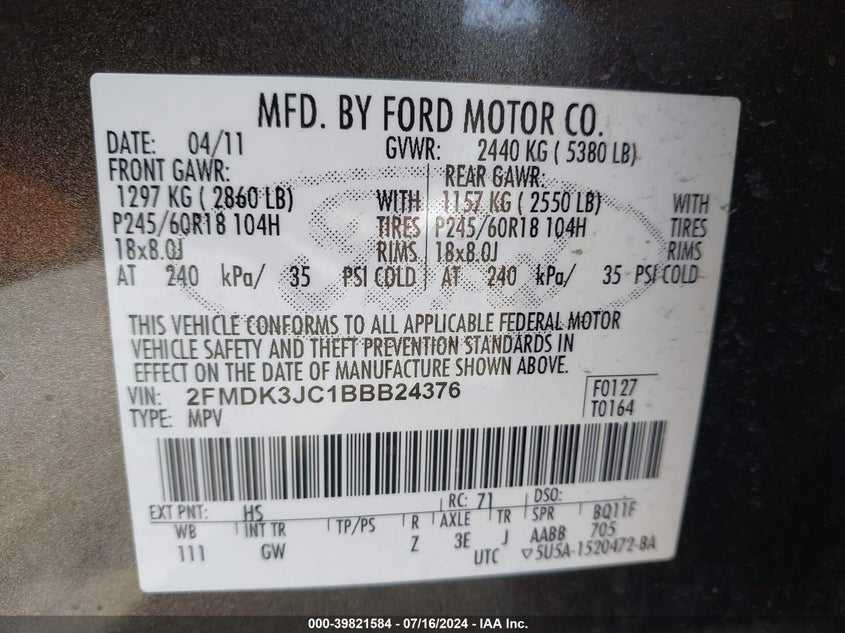 MFD. BY FORD MOTOR CO.
DATE: 04/11 GVWR: 2440 KG ( 5380 LB)
FRONT GAWR: REAR GAWR:
1297 KG ( 2860 LB) WITH 1157 KG ( 2550 LB) WITH
P245/60R18 104H TIRES P245/60R18 104H TIRES
18x8.0J RIMS 18x8.0J RIMS
AT 240 kPa/ 35 PSI COLD AT 240 kPa/ 35 PSI COLD
THIS VEHICLE CONFORMS TO ALL APPLICABLE FEDERAL MOTOR
VEHICLE SAFETY AND THEFT PREVENTION STANDARDS IN
EFFECT ON THE DATE OF MANUFACTURE SHOWN ABOVE.
VIN: 2FMDK3JC1BBB24376 F0127
TYPE: MPV T0164
EXT PNT: HS RC: 71 DSO:
WB INT TR TP/PS R AXLE TR SPR BQ11F
111 GW Z 3E J AABB 705
UTC ▽5U5A-1520472-BA
000-39821584 - 07/16/2024 - IAA Inc.